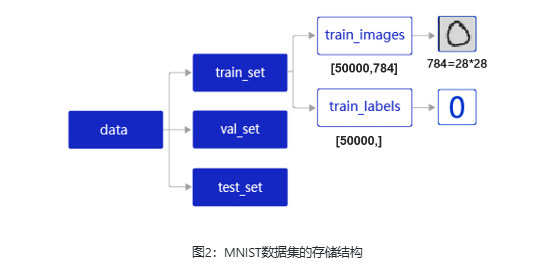 train_images
784=28*28
[50000,784]
train_set
train_labels
0
[50000,]
data
val_set
test_set
图2：MNIST数据集的存储结构